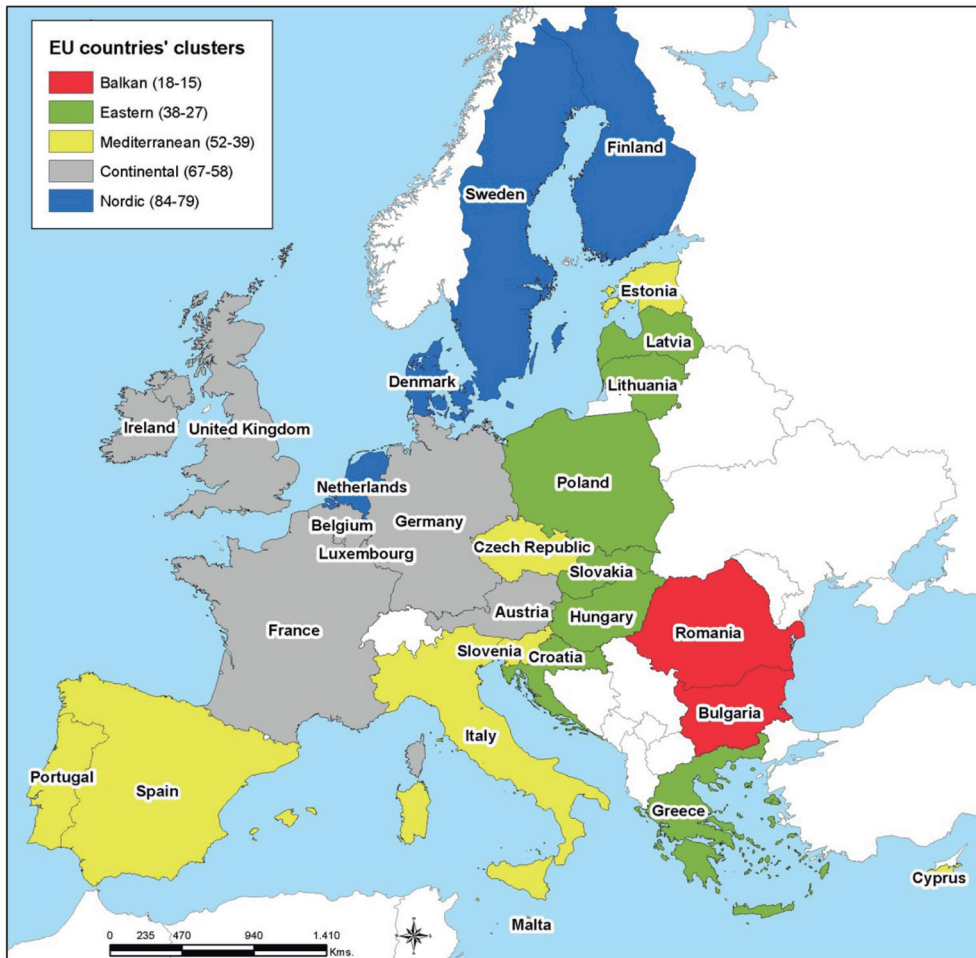 EU countries' clusters
Balkan (18-15)
Eastern (38-27)
Mediterranean (52-39)
Continental (67-58)
Nordic (84-79)
Finland
Sweden
Estonia
Latvia
Denmark
Lithuania
Ireland
United Kingdom
Netherlands
Poland
Belgium
Germany
Luxembourg
Czech Republic
Slovakia
Austria
Hungary
France
Romania
Slovenia
Croatia
Bulgaria
Italy
Portugal
Spain
Greece
Cyprus
Malta
0 235 470 940 1.410
Kms.